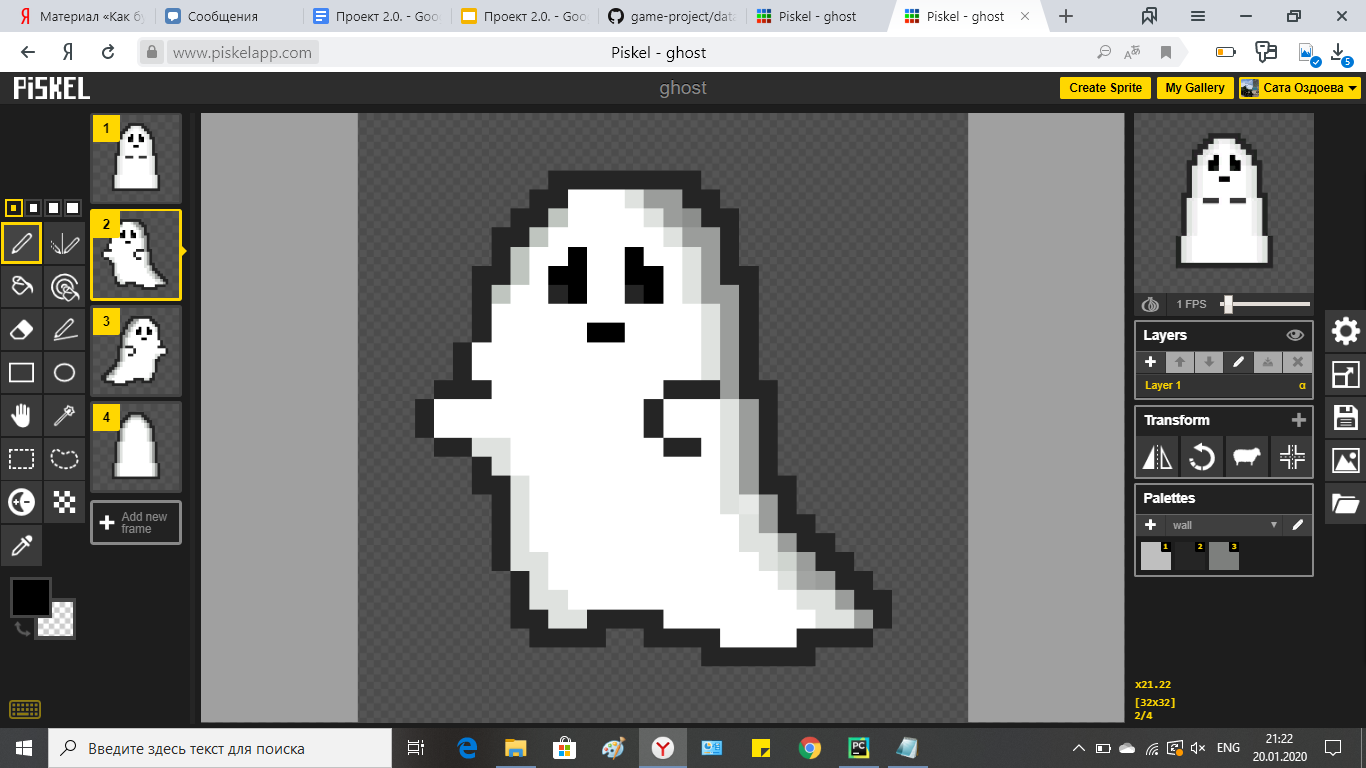 Материал «Как бу
Сообщения
Проект 2.0. - Goo
Проект 2.0. - Goo
game-project/data
Piskel - ghost
Piskel - ghost
www.piskelapp.com
Piskel - ghost
PiSKEL
ghost
Create Sprite
My Gallery
Сата Оздоева
1
2
3
4
Add new
frame
1 FPS
Layers
Layer 1
α
Transform
Palettes
wall
1
2
3
x21.22
[32x32]
2/4
Введите здесь текст для поиска
ENG
21:22
20.01.2020